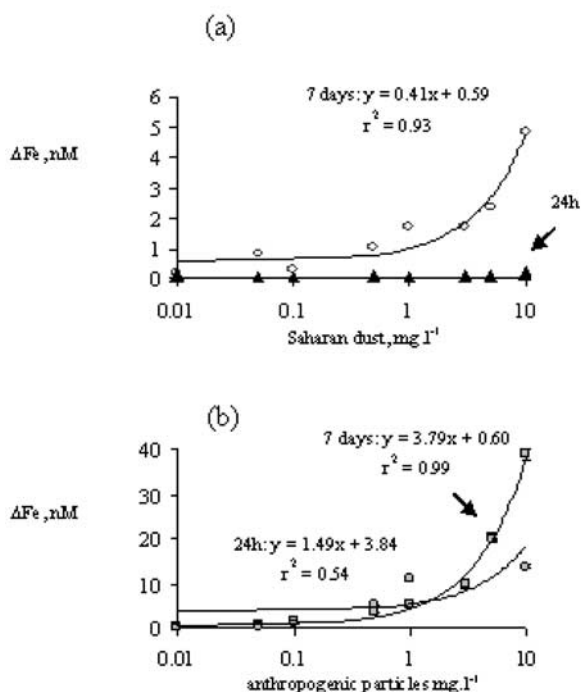 (a)
7 days: y = 0.41x + 0.59
r² = 0.93
ΔFe, nM
6
5
4
3
2
1
0
24h
0.01 0.1 1 10
Saharan dust, mg.l⁻¹
(b)
7 days: y = 3.79x + 0.60
r² = 0.99
ΔFe, nM
40
30
20
10
0
24h: y = 1.49x + 3.84
r² = 0.54
0.01 0.1 1 10
anthropogenic particles mg.l⁻¹